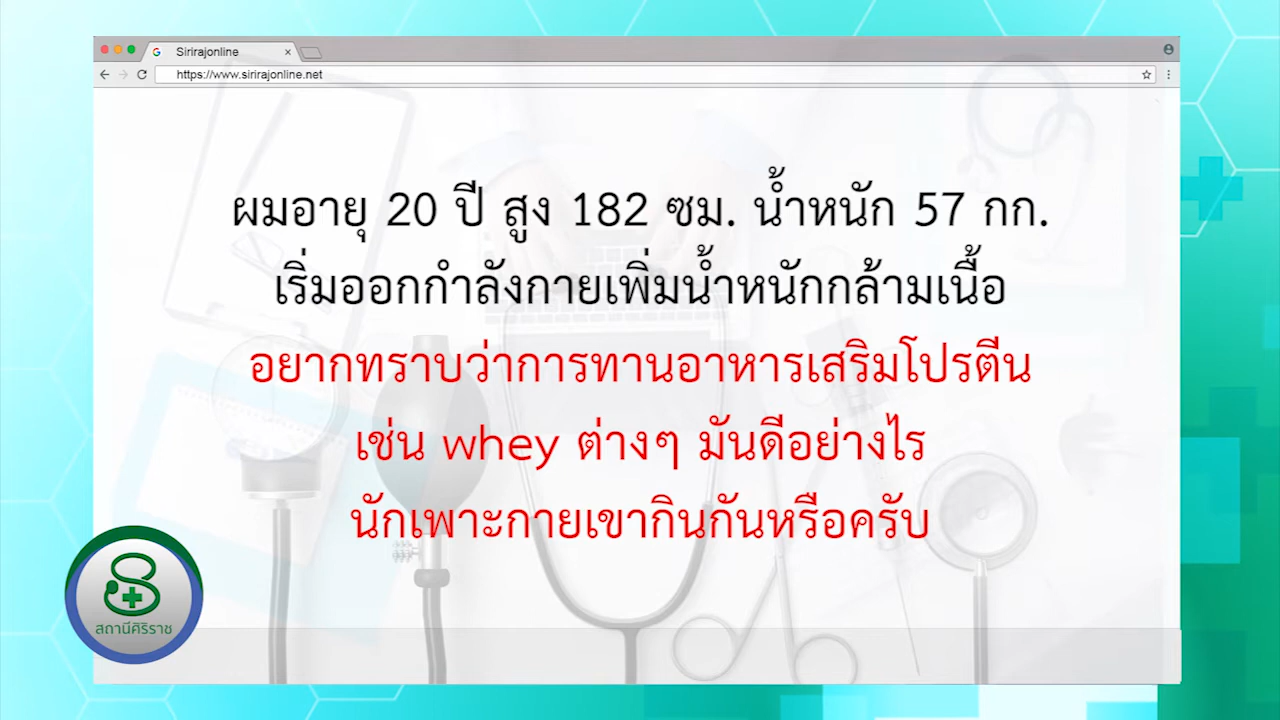 Sirirajonline
https://www.sirirajonline.net
ผมอายุ 20 ปี สูง 182 ซม. น้ำหนัก 57 กก.
เริ่มออกกำลังกายเพิ่มน้ำหนักกล้ามเนื้อ
อยากทราบว่าการทานอาหารเสริมโปรตีน
เช่น whey ต่างๆ มันดีอย่างไร
นักเพาะกายเขากินกันหรือครับ
สถานีศิริราช